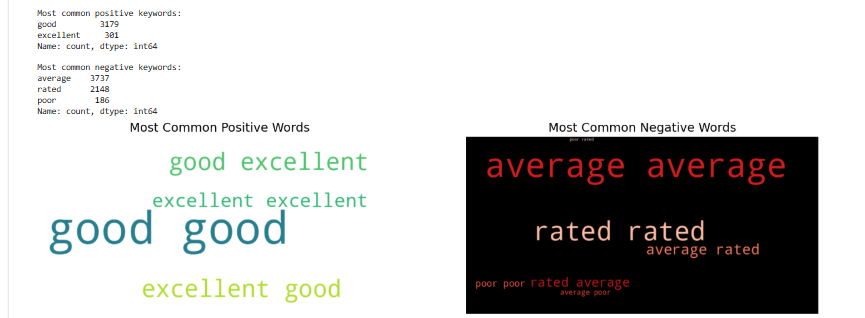 Most common positive keywords:
good 3179
excellent 301
Name: count, dtype: int64
Most common negative keywords:
average 3737
rated 2148
poor 186
Name: count, dtype: int64
Most Common Positive Words
good excellent
excellent excellent
good good
excellent good
Most Common Negative Words
poor rated
average average
rated rated
average rated
poor poor
rated average
average poor